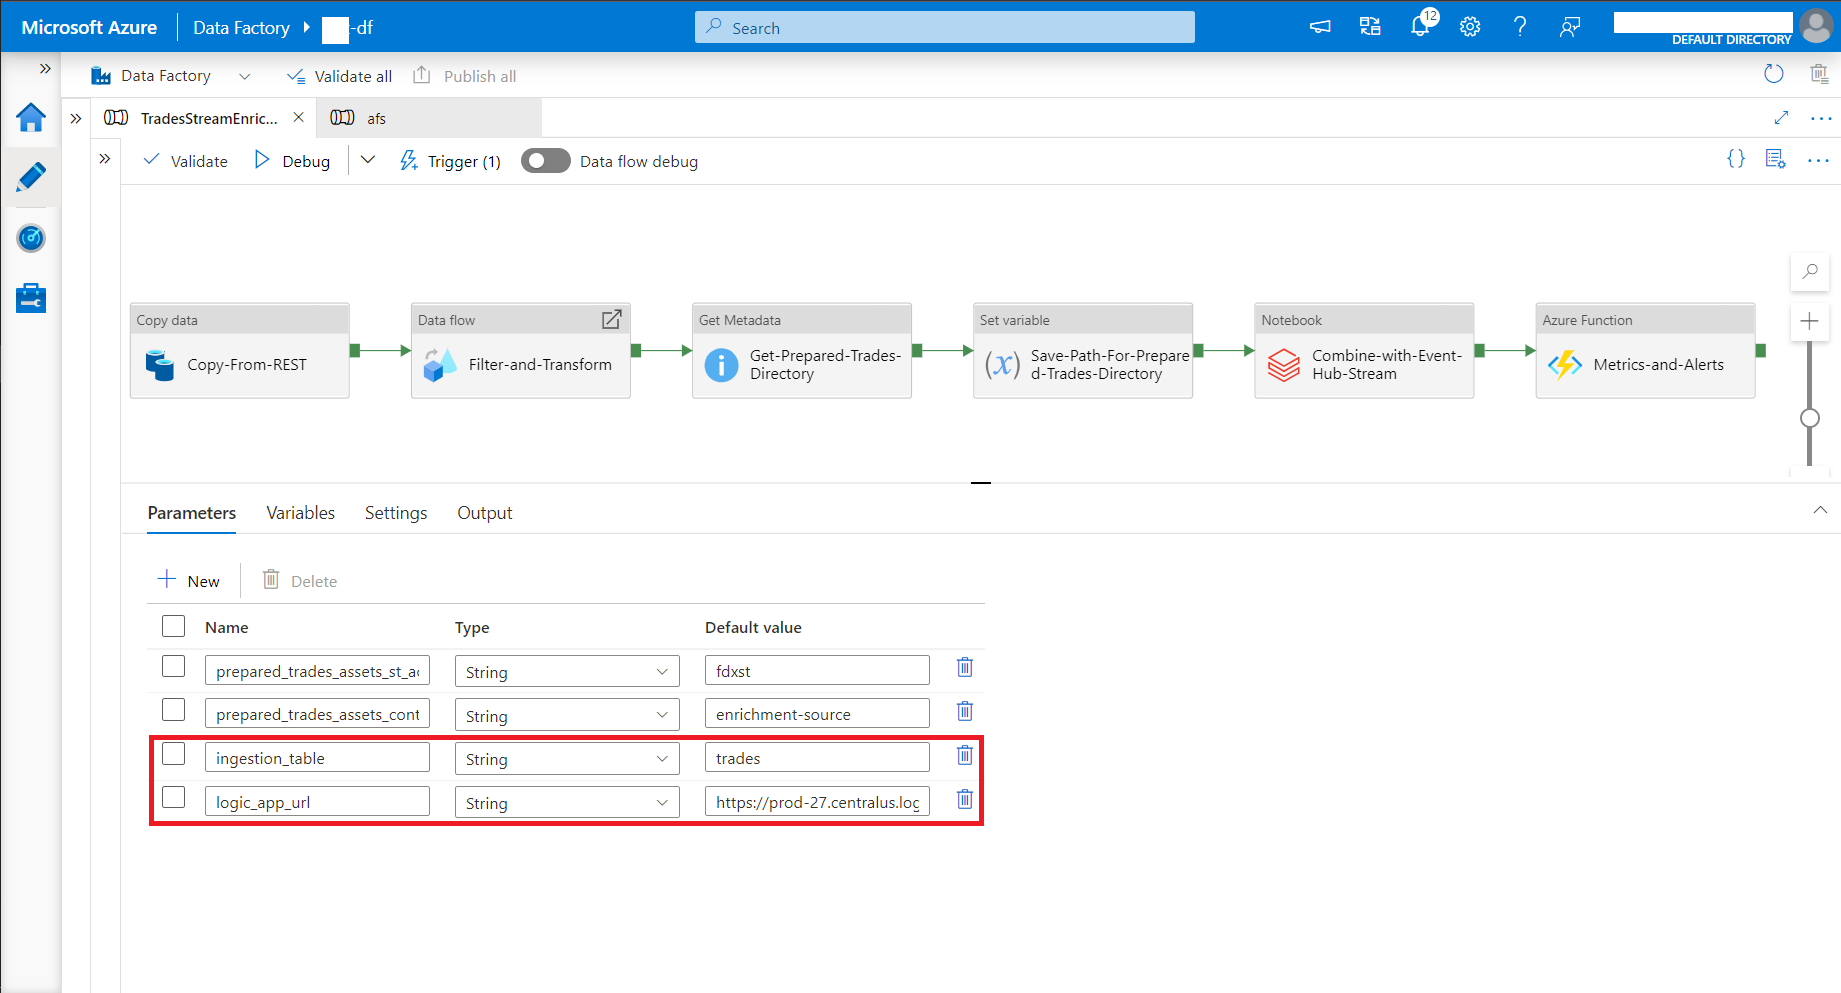 Microsoft Azure
Data Factory
-df
Search
12
DEFAULT DIRECTORY
Data Factory
Validate all
Publish all
TradesStreamEnric...
afs
Validate
Debug
Trigger (1)
Data flow debug
Copy data
Copy-From-REST
Data flow
Filter-and-Transform
Get Metadata
Get-Prepared-Trades-
Directory
Set variable
Save-Path-For-Prepare
d-Trades-Directory
Notebook
Combine-with-Event-
Hub-Stream
Azure Function
Metrics-and-Alerts
Parameters Variables Settings Output
New
Delete
Name Type Default value
prepared_trades_assets_st_ac String fdxst
prepared_trades_assets_cont String enrichment-source
ingestion_table String trades
logic_app_url String https://prod-27.centralus.log